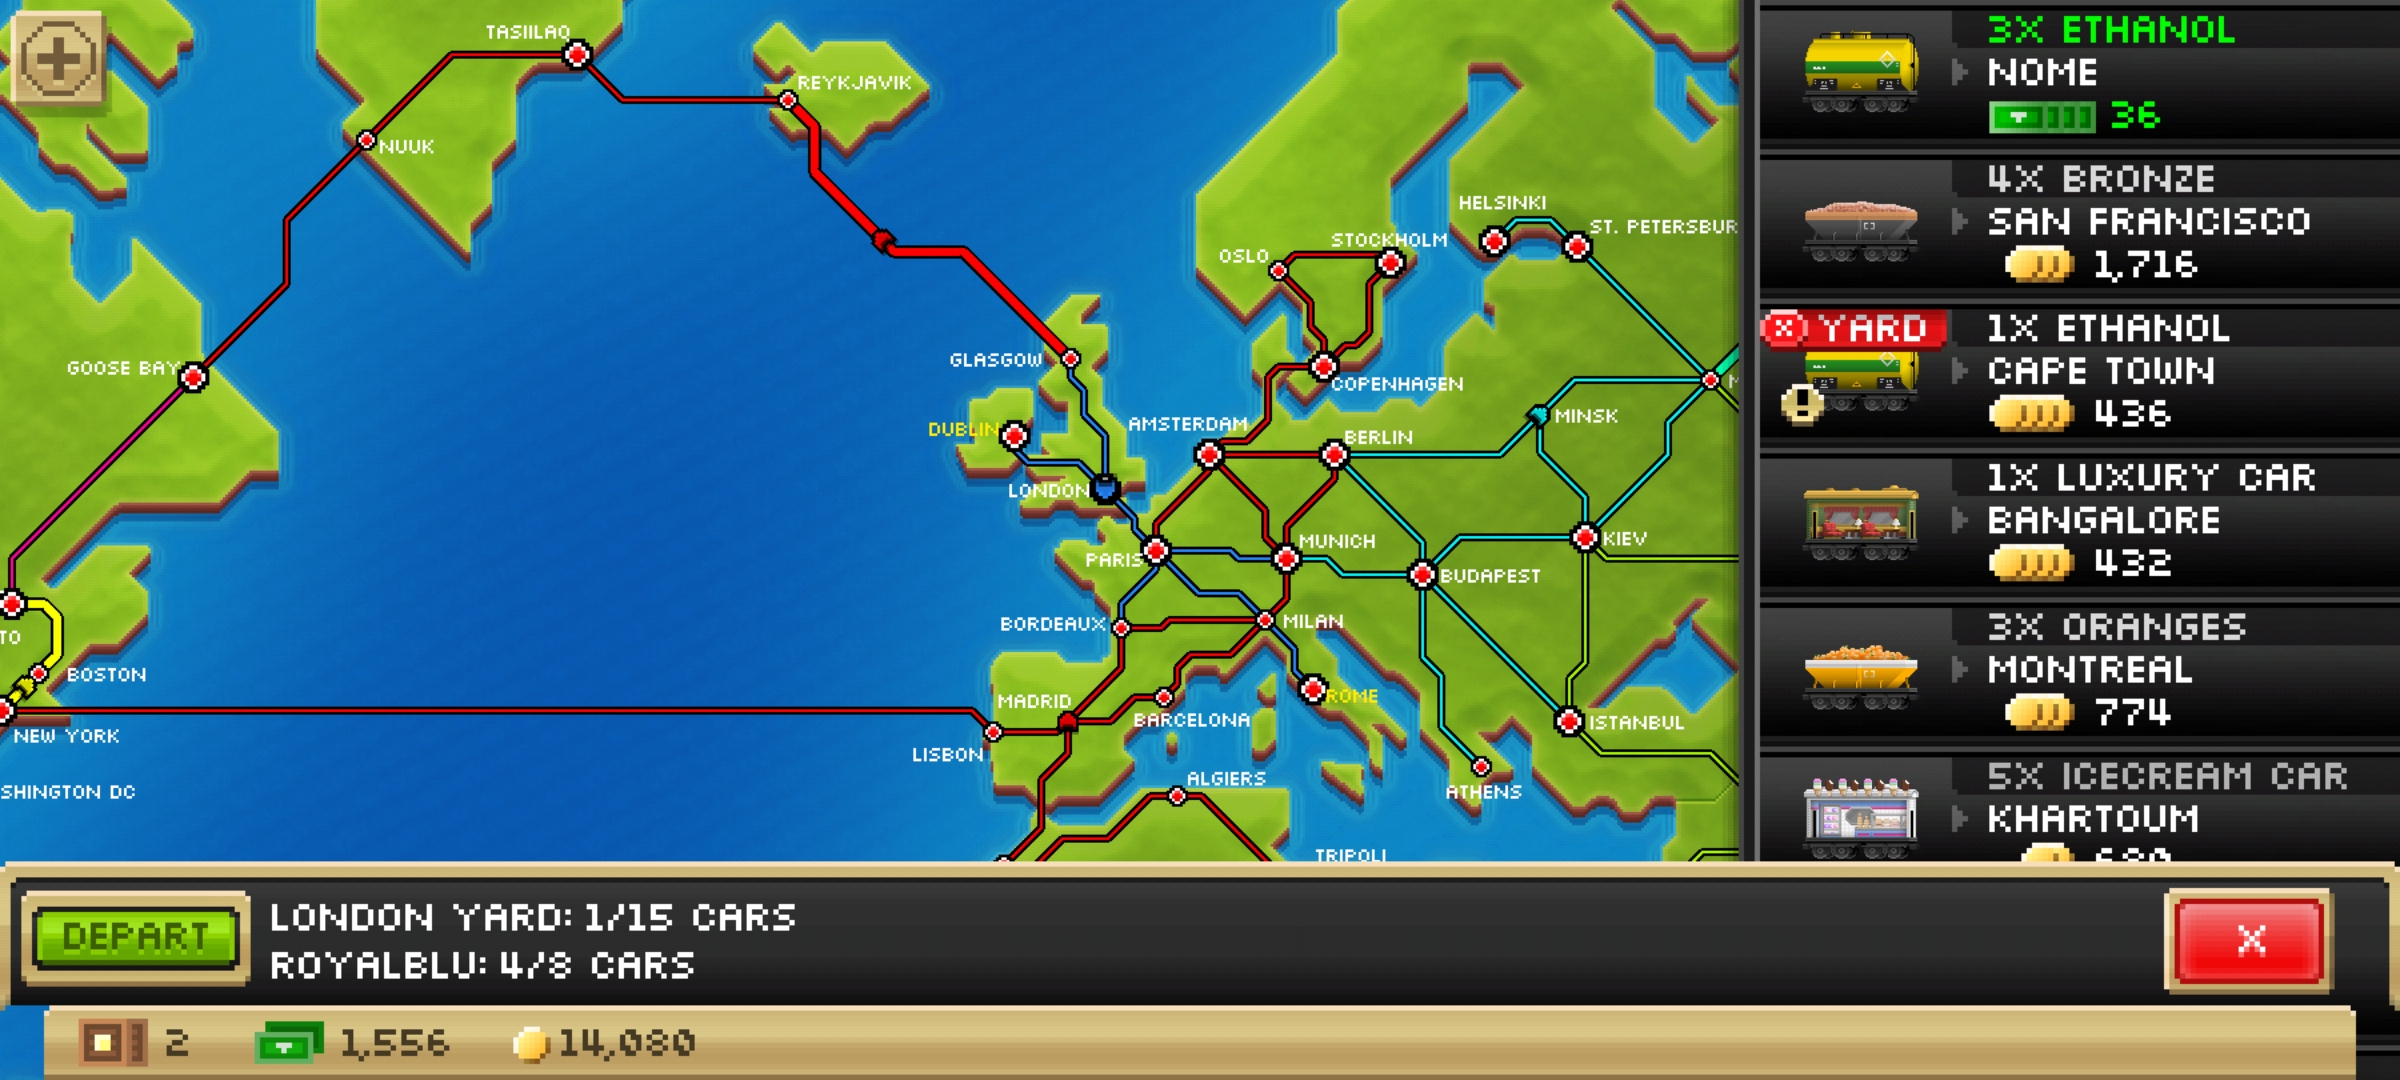 TASIILAQ
REYKJAVIK
NUUK
HELSINKI
ST. PETERSBUR
STOCKHOLM
OSLO
GLASGOW
GOOSE BAY
COPENHAGEN
M
AMSTERDAM
MINSK
DUBLIN
BERLIN
LONDON
MUNICH
KIEV
PARIS
BUDAPEST
BORDEAUX
MILAN
TO
BOSTON
MADRID
ROME
BARCELONA
ISTANBUL
NEW YORK
LISBON
ALGIERS
SHINGTON DC
ATHENS
TRIPOLI
3X ETHANOL
NOME
36
4X BRONZE
SAN FRANCISCO
1,716
YARD
1X ETHANOL
CAPE TOWN
436
1X LUXURY CAR
BANGALORE
432
3X ORANGES
MONTREAL
774
5X ICECREAM CAR
KHARTOUM
DEPART
LONDON YARD: 1/15 CARS
ROYALBLU: 4/8 CARS
X
2
1,556
14,080